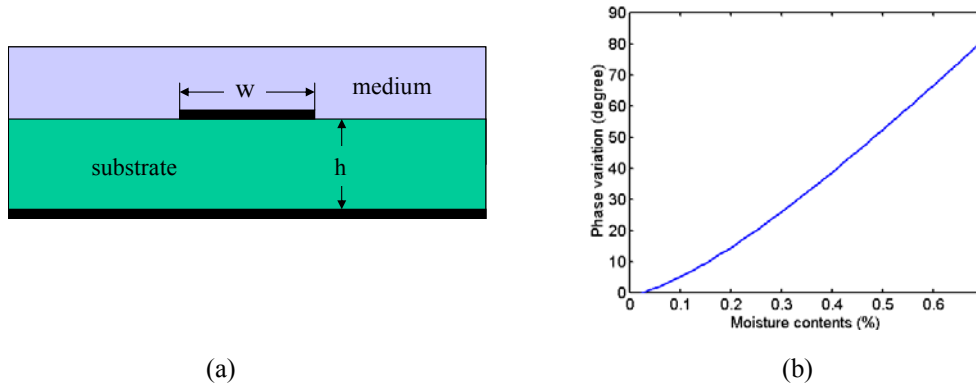 W
medium
substrate
h
(a)
90
80
70
60
50
40
30
20
10
0
Phase variation (degree)
0 0.1 0.2 0.3 0.4 0.5 0.6
Moisture contents (%)
(b)